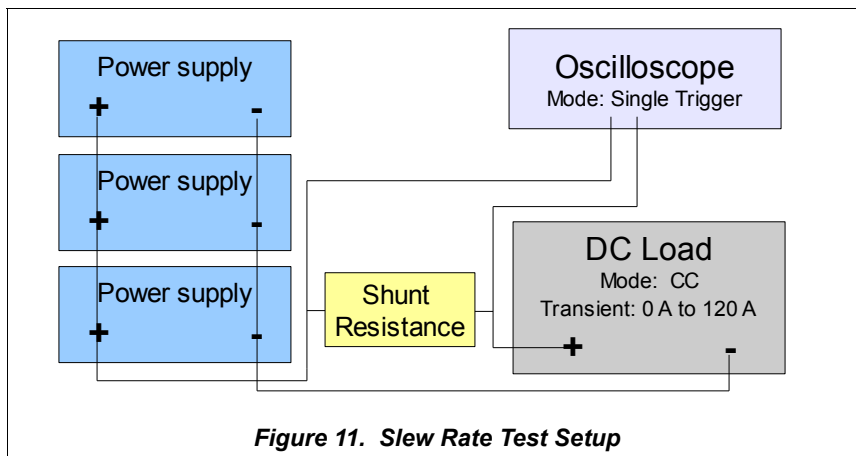 Power supply
+ -
Power supply
+ -
Power supply
+ -
Oscilloscope
Mode: Single Trigger
Shunt
Resistance
DC Load
Mode: CC
Transient: 0 A to 120 A
+ -
Figure 11. Slew Rate Test Setup